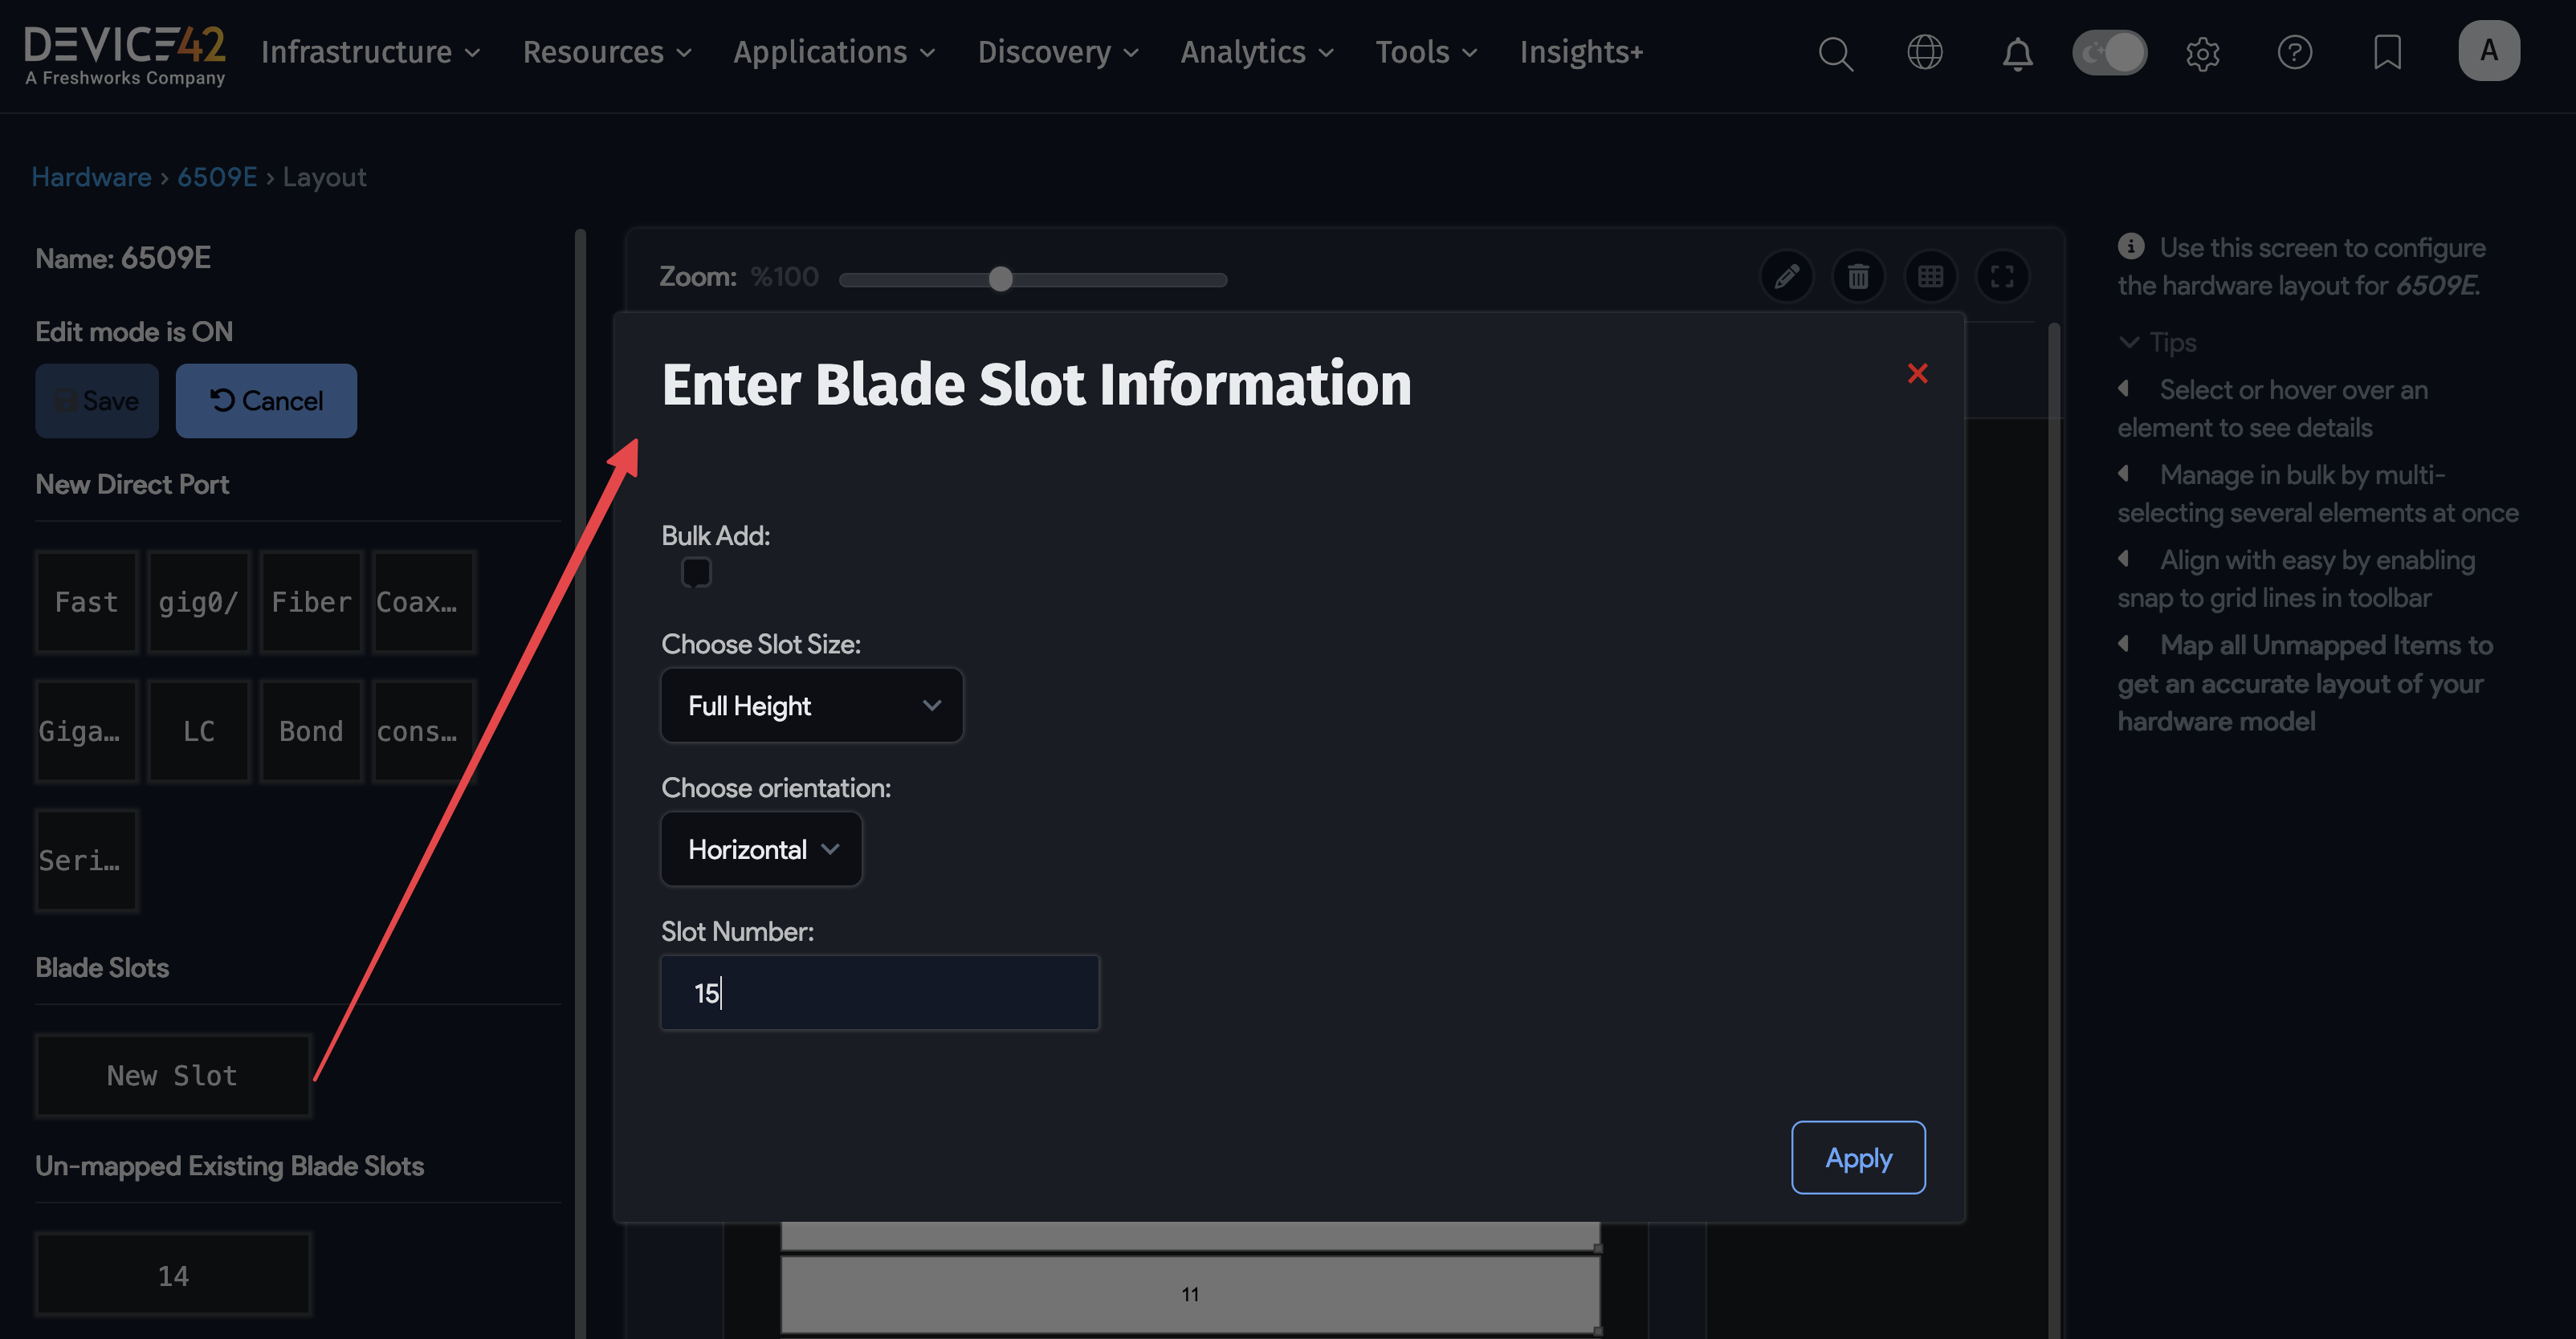 DEVICE42
A Freshworks Company
Infrastructure Resources Applications Discovery Analytics Tools Insights+
A
Hardware › 6509E › Layout
Name: 6509E
Edit mode is ON
Save Cancel
New Direct Port
Fast gig0/ Fiber Coax...
Giga... LC Bond cons...
Seri...
Blade Slots
New Slot
Un-mapped Existing Blade Slots
14
Zoom: %100
Enter Blade Slot Information
Bulk Add:
Choose Slot Size:
Full Height
Choose orientation:
Horizontal
Slot Number:
15
Apply
11
Use this screen to configure
the hardware layout for 6509E.
Tips
Select or hover over an
element to see details
Manage in bulk by multi-
selecting several elements at once
Align with easy by enabling
snap to grid lines in toolbar
Map all Unmapped Items to
get an accurate layout of your
hardware model